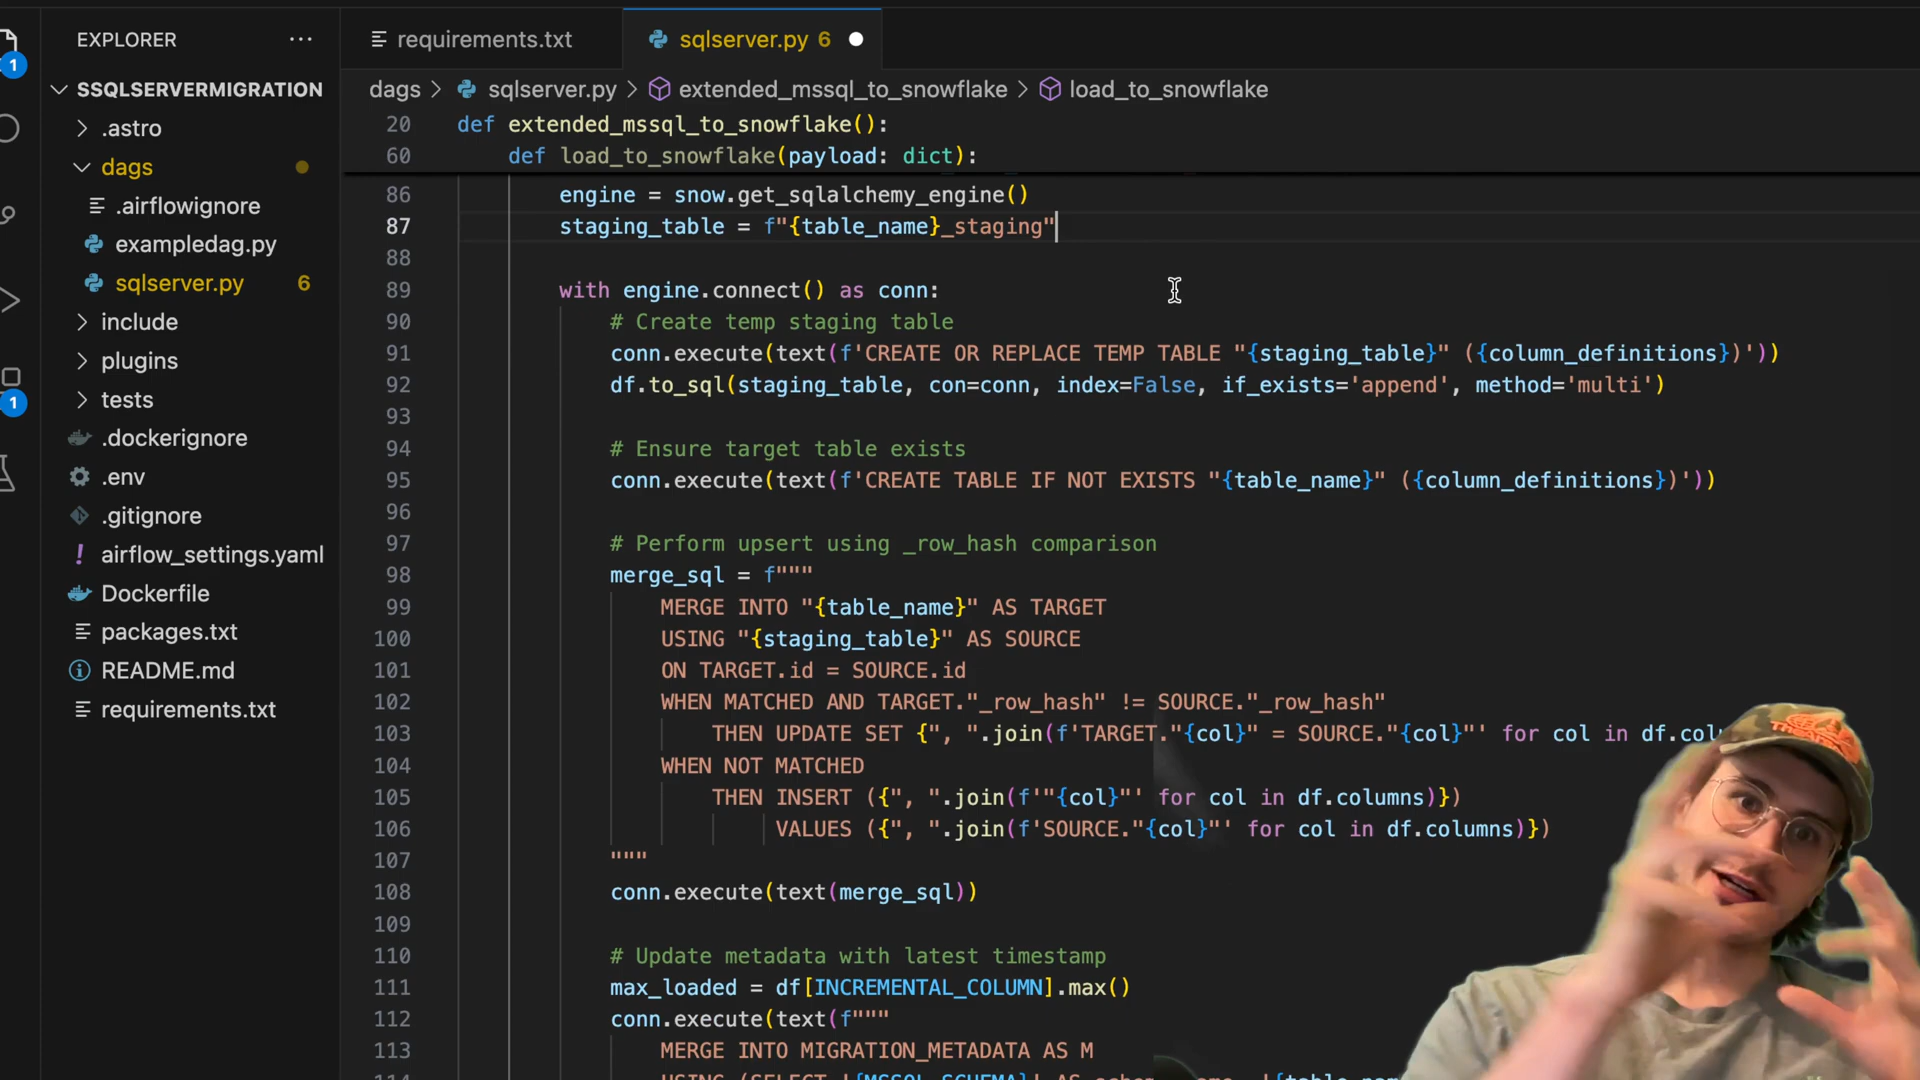 EXPLORER
···
requirements.txt
sqlserver.py 6
SSQLSERVERMIGRATION
dags > sqlserver.py > extended_mssql_to_snowflake > load_to_snowflake
.astro
dags
.airflowignore
exampledag.py
sqlserver.py 6
include
plugins
tests
.dockerignore
.env
.gitignore
! airflow_settings.yaml
Dockerfile
packages.txt
README.md
requirements.txt
1
1
20 def extended_mssql_to_snowflake():
60 def load_to_snowflake(payload: dict):
86 engine = snow.get_sqlalchemy_engine()
87 staging_table = f"{table_name}_staging"
88
89 with engine.connect() as conn:
90 # Create temp staging table
91 conn.execute(text(f'CREATE OR REPLACE TEMP TABLE "{staging_table}" ({column_definitions})'))
92 df.to_sql(staging_table, con=conn, index=False, if_exists='append', method='multi')
93
94 # Ensure target table exists
95 conn.execute(text(f'CREATE TABLE IF NOT EXISTS "{table_name}" ({column_definitions})'))
96
97 # Perform upsert using _row_hash comparison
98 merge_sql = f"""
99 MERGE INTO "{table_name}" AS TARGET
100 USING "{staging_table}" AS SOURCE
101 ON TARGET.id = SOURCE.id
102 WHEN MATCHED AND TARGET."_row_hash" != SOURCE."_row_hash"
103 THEN UPDATE SET {", ".join(f'TARGET."{col}" = SOURCE."{col}"' for col in
104 WHEN NOT MATCHED
105 THEN INSERT ({", ".join(f'"{col}"' for col in df.columns)})
106 VALUES ({", ".join(f'SOURCE."{col}"' for col in df.columns)})
107 """
108 conn.execute(text(merge_sql))
109
110 # Update metadata with latest timestamp
111 max_loaded = df[INCREMENTAL_COLUMN].max()
112 conn.execute(text(f"""
113 MERGE INTO MIGRATION_METADATA AS M
114 USING (SELECT '{MSSQL_SCHEMA}' AS